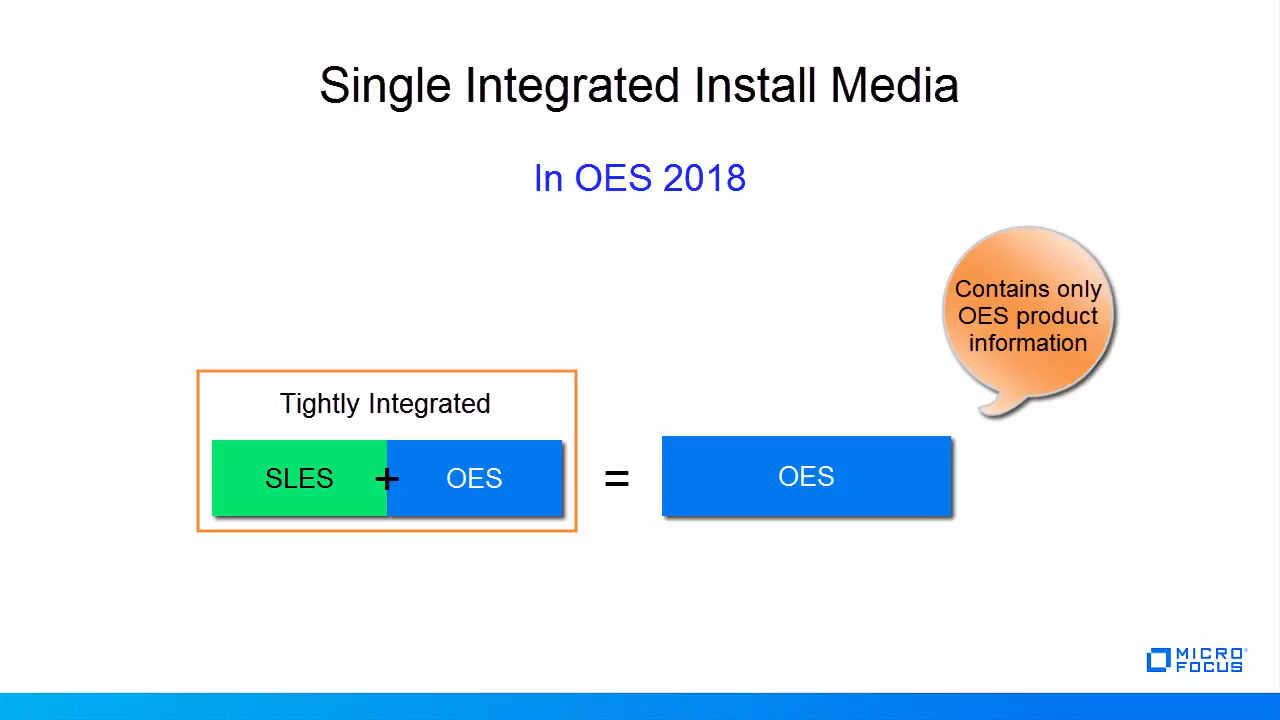 Single Integrated Install Media
In OES 2018
Contains only
OES product
information
Tightly Integrated
SLES + OES = OES
MICRO
FOCUS